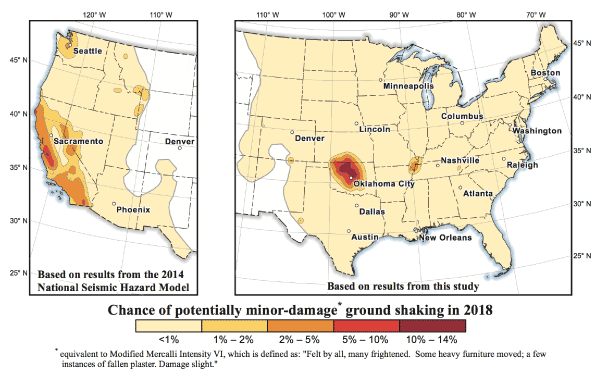 120° W 110° W
110° W 100° W 90° W 80° W 70° W
45° N
40° N
35° N
30° N
25° N
Seattle
Sacramento
Denver
Phoenix
Based on results from the 2014
National Seismic Hazard Model
45° N
40° N
35° N
30° N
25° N
Minneapolis
Boston
Columbus
Lincoln
Denver
Washington
Nashville
Raleigh
Oklahoma City
Atlanta
Dallas
Austin
New Orleans
Based on results from this study
Chance of potentially minor-damage* ground shaking in 2018
<1% 1% – 2% 2% – 5% 5% – 10% 10% – 14%
* equivalent to Modified Mercalli Intensity VI, which is defined as: "Felt by all, many frightened. Some heavy furniture moved; a few
instances of fallen plaster. Damage slight."